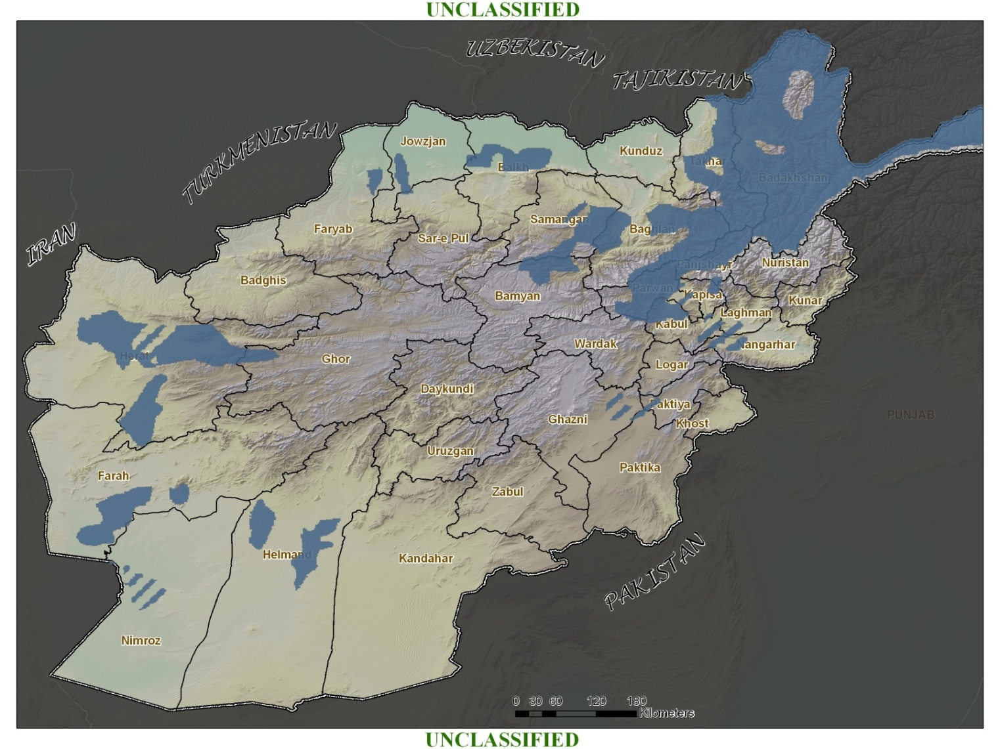 UNCLASSIFIED
UZBEKISTAN
TAJIKISTAN
TURKMENISTAN
Jowzjan
Kunduz
Balkh
Takhar
Badakhshan
IRAN
Faryab
Samangan
Baghlan
Sar-e Pul
Panjshayr
Nuristan
Badghis
Parwan
Bamyan
Kapisa
Kunar
Laghman
Kabul
Wardak
Nangarhar
Herat
Ghor
Logar
Daykundi
Paktiya
Ghazni
Khost
PUNJAB
Uruzgan
Paktika
Farah
Zabul
Helmand
Kandahar
PAKISTAN
Nimroz
0 30 60 120 180
Kilometers
UNCLASSIFIED